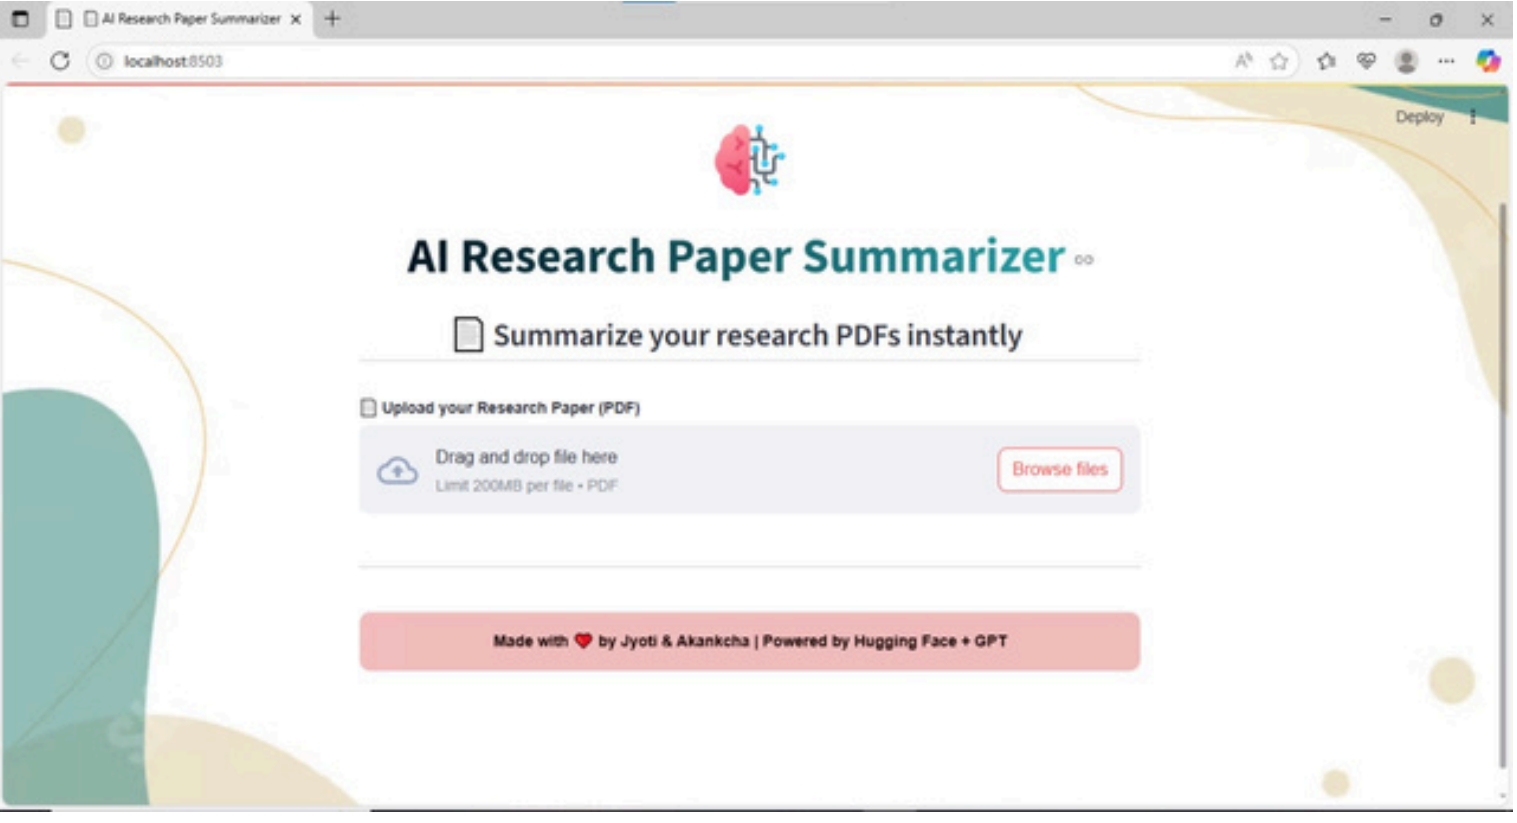 AI Research Paper Summarizer
localhost:8503
Deploy
AI Research Paper Summarizer
Summarize your research PDFs instantly
Upload your Research Paper (PDF)
Drag and drop file here
Limit 200MB per file • PDF
Browse files
Made with ❤ by Jyoti & Akankcha | Powered by Hugging Face + GPT